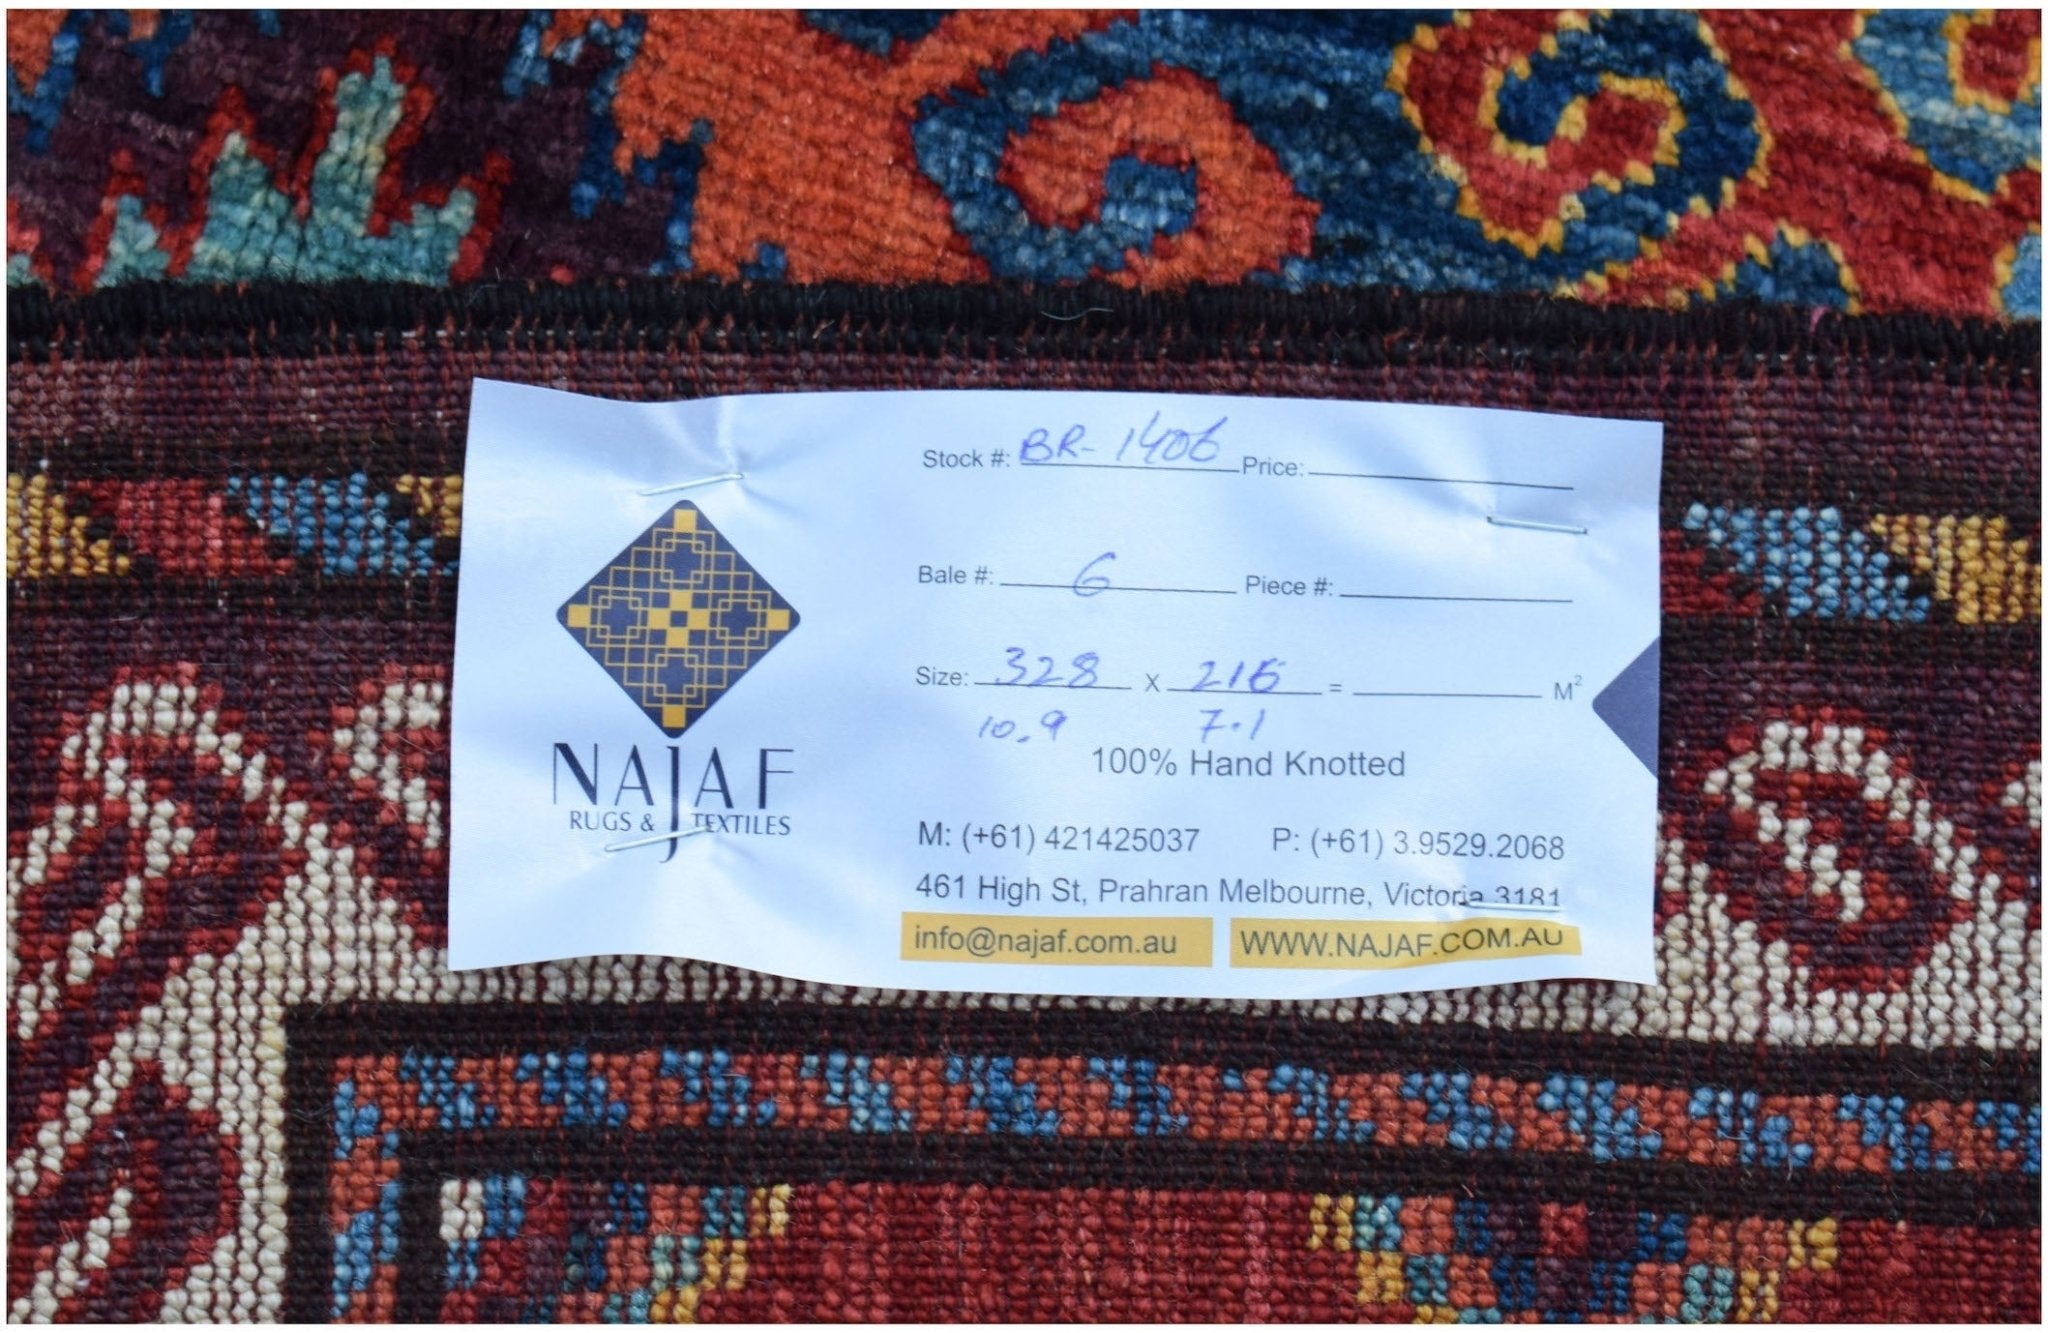 NAJAF
RUGS & TEXTILES
Stock #: BR-1406 Price:
Bale #: 6 Piece #:
Size: 328 x 216 = M²
10.9 7.1
100% Hand Knotted
M: (+61) 421425037 P: (+61) 3.9529.2068
461 High St, Prahran Melbourne, Victoria 3181
info@najaf.com.au WWW.NAJAF.COM.AU